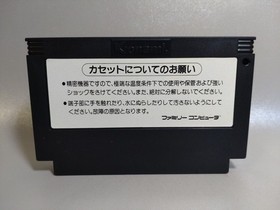 カセットについてのお願い
●精密機器ですので、極端な温度条件下での使用や保管および強い
ショックをさけてください。また、絶対に分解しないでください。
●端子部に手を触れたり、水にぬらしたりして汚さないようにして
ください。故障の原因となります。
ファミリー コンピュータ